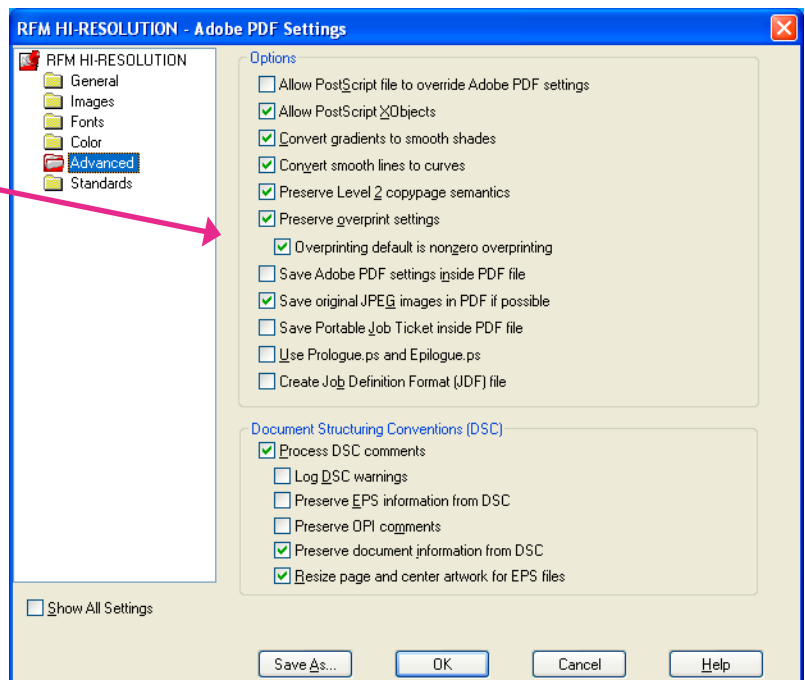 RFM HI-RESOLUTION - Adobe PDF Settings
RFM HI-RESOLUTION
General
Images
Fonts
Color
Advanced
Standards
Show All Settings
Options
Allow PostScript file to override Adobe PDF settings
Allow PostScript XObjects
Convert gradients to smooth shades
Convert smooth lines to curves
Preserve Level 2 copypage semantics
Preserve overprint settings
Overprinting default is nonzero overprinting
Save Adobe PDF settings inside PDF file
Save original JPEG images in PDF if possible
Save Portable Job Ticket inside PDF file
Use Prologue.ps and Epilogue.ps
Create Job Definition Format (JDF) file
Document Structuring Conventions (DSC)
Process DSC comments
Log DSC warnings
Preserve EPS information from DSC
Preserve OPI comments
Preserve document information from DSC
Resize page and center artwork for EPS files
Save As...
OK
Cancel
Help